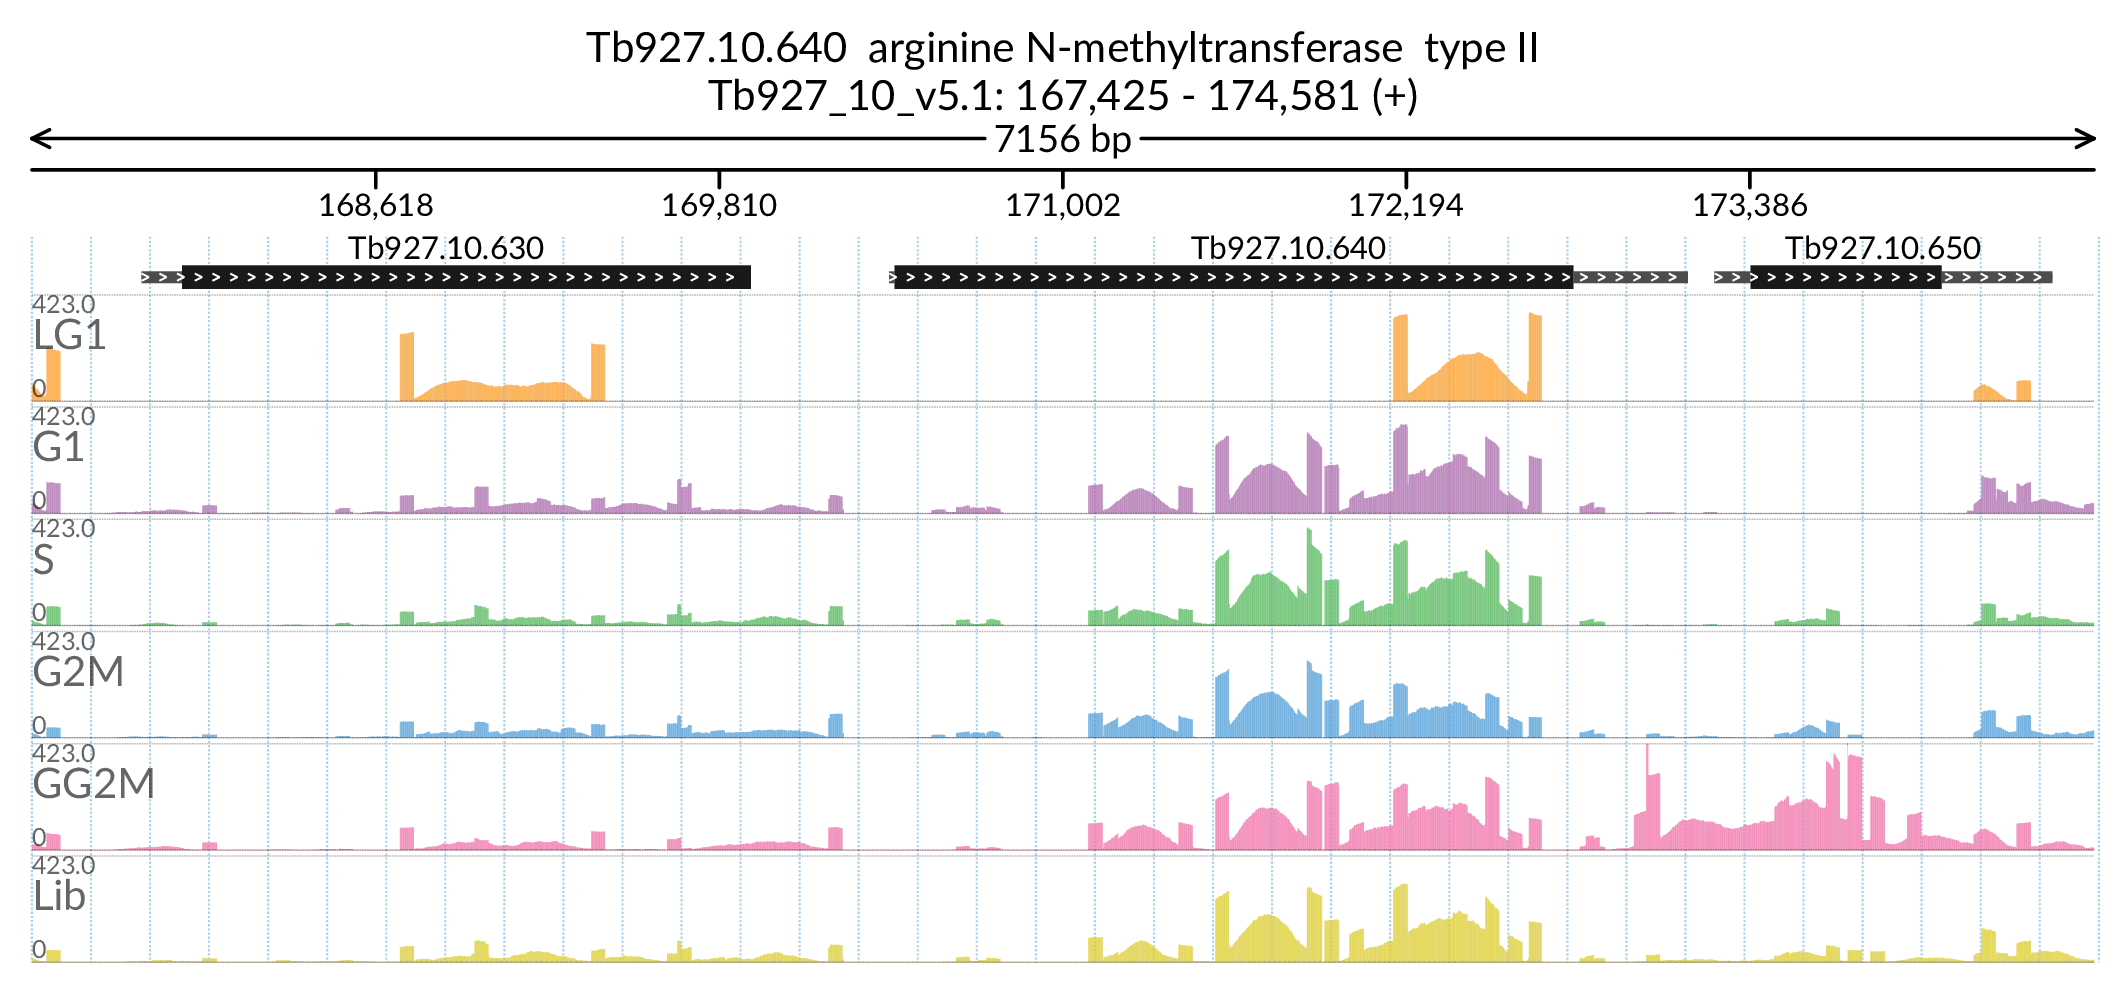 Tb927.10.640 arginine N-methyltransferase type II
Tb927_10_v5.1: 167,425 - 174,581 (+)
7156 bp
168,618 169,810 171,002 172,194 173,386
Tb927.10.630 Tb927.10.640 Tb927.10.650
423.0
LG1
0
423.0
G1
0
423.0
S
0
423.0
G2M
0
423.0
GG2M
0
423.0
Lib
0